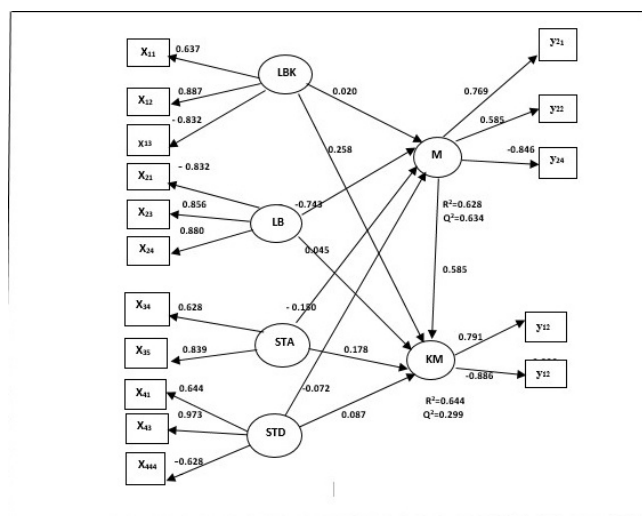 X11 0.637
LBK
X12 0.887
0.020
x13 - 0.832
0.258
y21
0.769
y22
0.585
M
-0.846
y24
X21 - 0.832
X23 0.856
LB
-0.743
X24 0.880
0.045
R²=0.628
Q²=0.634
0.585
- 0.150
X34 0.628
STA
0.178
X35 0.839
KM
0.791
y12
-0.886
y12
R²=0.644
Q²=0.299
X41 0.644
-0.072
X43 0.973
STD
0.087
X444 -0.628